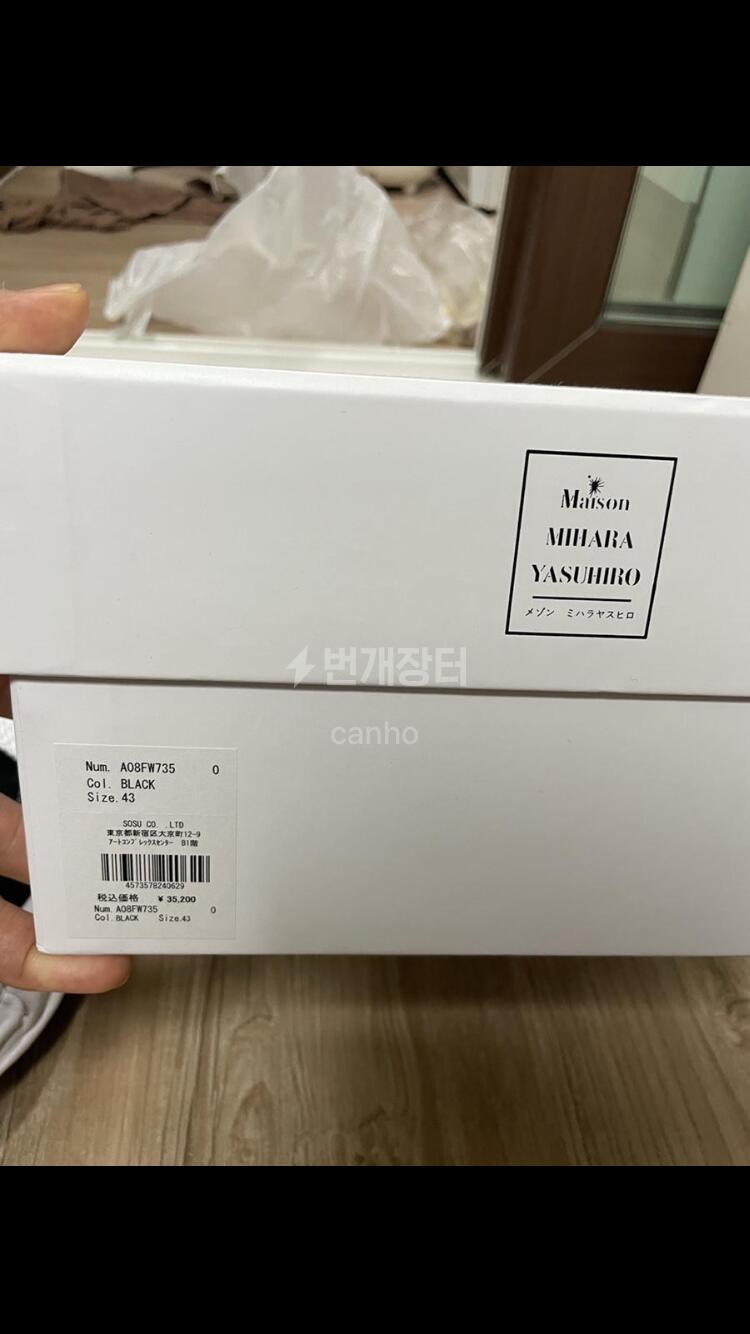 Maison
MIHARA
YASUHIRO
メゾン ミハラヤスヒロ
번개장터
canho
Num. A08FW735 0
Col. BLACK
Size. 43
SOSU CO. ,LTD
東京都新宿区大京町12-9
アートコンプレックスセンター B1階
4573578240629
税込価格 ¥ 35,200
Num. A08FW735 0
Col. BLACK Size. 43